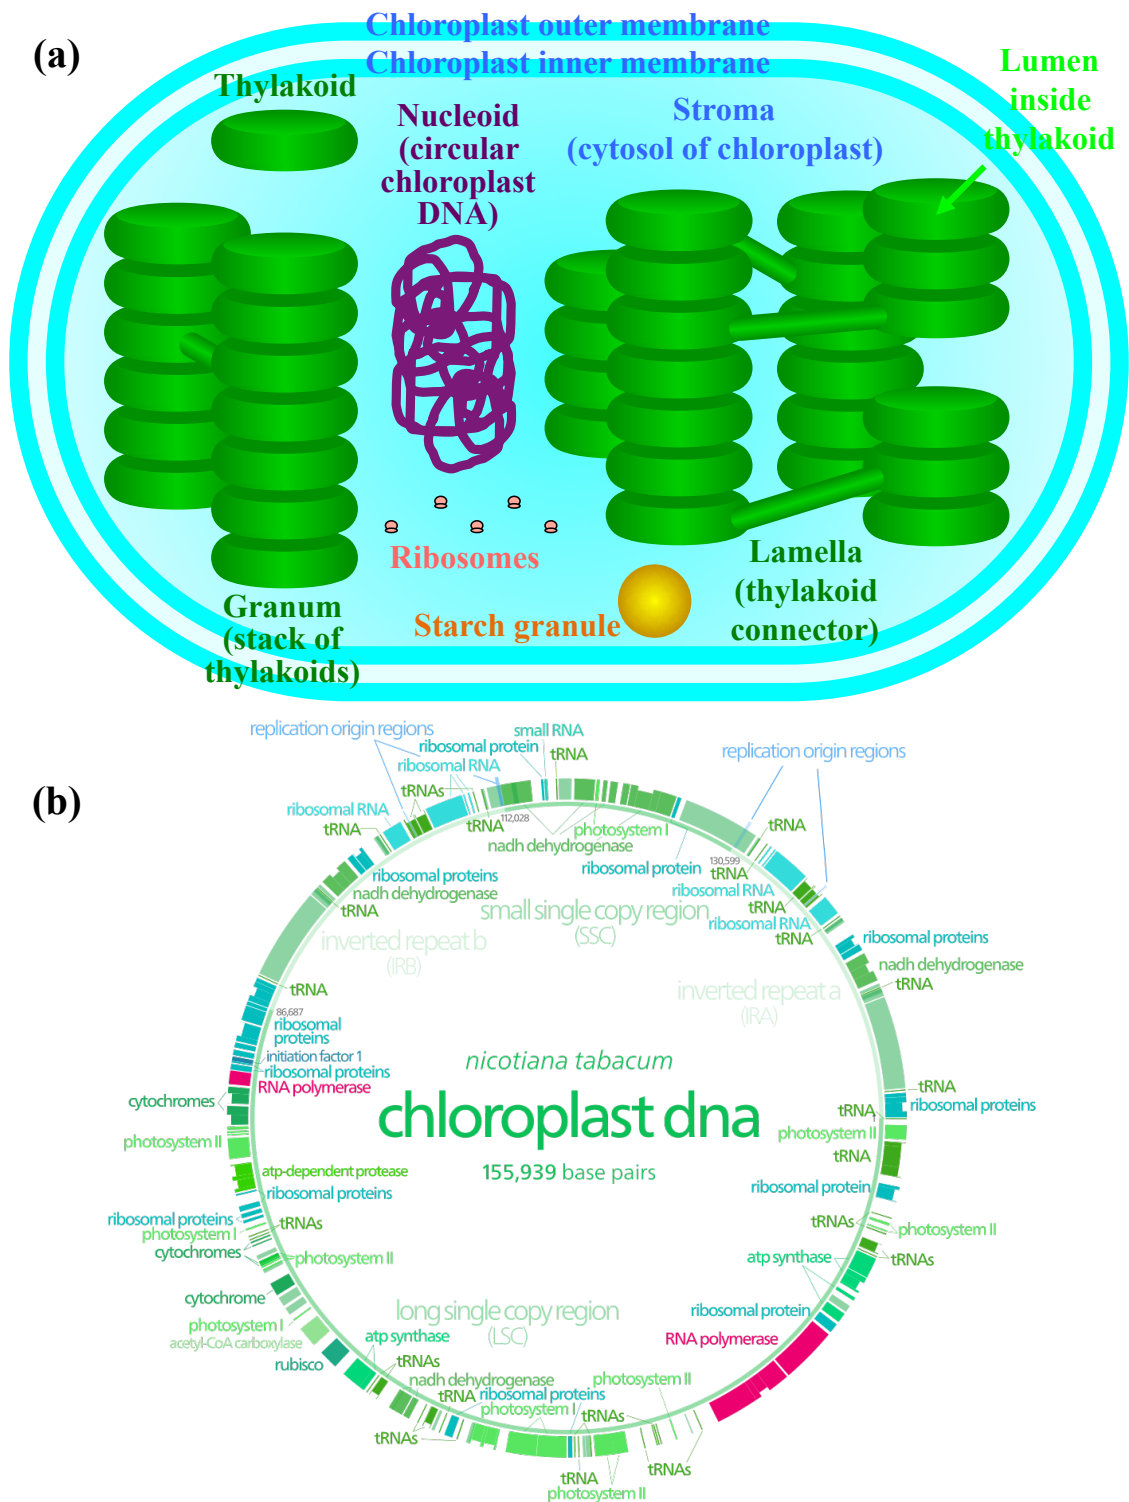 (a)
Chloroplast outer membrane
Chloroplast inner membrane
Thylakoid
Nucleoid
(circular
chloroplast
DNA)
Stroma
(cytosol of chloroplast)
Lumen
inside
thylakoid
Ribosomes
Starch granule
Granum
(stack of
thylakoids)
Lamella
(thylakoid
connector)
(b)
replication origin regions
small RNA
ribosomal protein
tRNA
ribosomal RNA
replication origin regions
tRNAs
ribosomal RNA
tRNA
tRNA
112,028
photosystem I
nadh dehydrogenase
tRNA
130,599
ribosomal protein
tRNA
ribosomal proteins
nadh dehydrogenase
ribosomal RNA
tRNA
tRNA
small single copy region
(SSC)
ribosomal RNA
tRNA
ribosomal proteins
inverted repeat b
(IRB)
nadh dehydrogenase
tRNA
tRNA
inverted repeat a
(IRA)
86,687
ribosomal
proteins
initiation factor 1
ribosomal proteins
RNA polymerase
nicotiana tabacum
chloroplast dna
155,939 base pairs
tRNA
ribosomal proteins
tRNA
1
cytochromes
photosystem II
photosystem II
tRNA
atp-dependent protease
ribosomal proteins
ribosomal protein
ribosomal proteins
tRNAs
photosystem I
cytochromes
photosystem II
tRNAs
photosystem II
atp synthase
tRNAs
cytochrome
long single copy region
(LSC)
ribosomal protein
photosystem I
acetyl-CoA carboxylase
atp synthase
RNA polymerase
rubisco
tRNAs
nadh dehydrogenase
photosystem II
tRNA
ribosomal proteins
photosystem I
tRNAs
tRNAs
tRNA
tRNAs
photosystem II